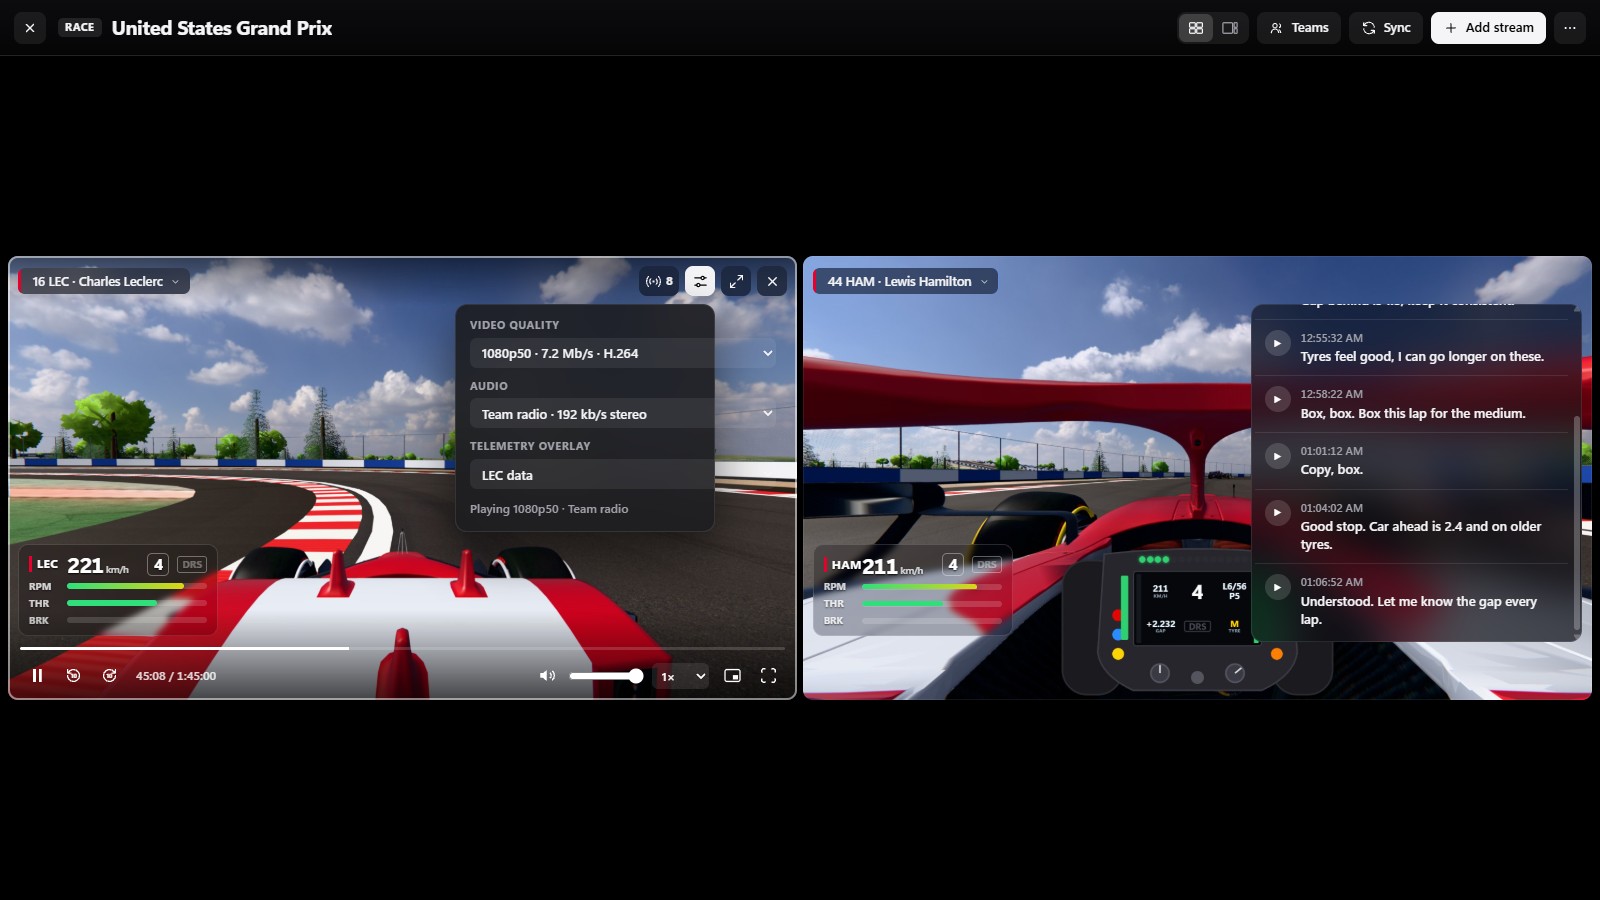 RACE United States Grand Prix
Teams Sync Add stream
16 LEC · Charles Leclerc
8
VIDEO QUALITY
1080p50 · 7.2 Mb/s · H.264
AUDIO
Team radio · 192 kb/s stereo
TELEMETRY OVERLAY
LEC data
Playing 1080p50 · Team radio
LEC 221 km/h 4 DRS
RPM
THR
BRK
45:08 / 1:45:00
1x
44 HAM · Lewis Hamilton
12:55:32 AM
Tyres feel good, I can go longer on these.
12:58:22 AM
Box, box. Box this lap for the medium.
01:01:12 AM
Copy, box.
01:04:02 AM
Good stop. Car ahead is 2.4 and on older
tyres.
01:06:52 AM
Understood. Let me know the gap every
lap.
HAM 211 km/h 4 DRS
RPM
THR
BRK
211 4 L6/56
KM/H P5
+2.232 DRS M
GAP TYRE